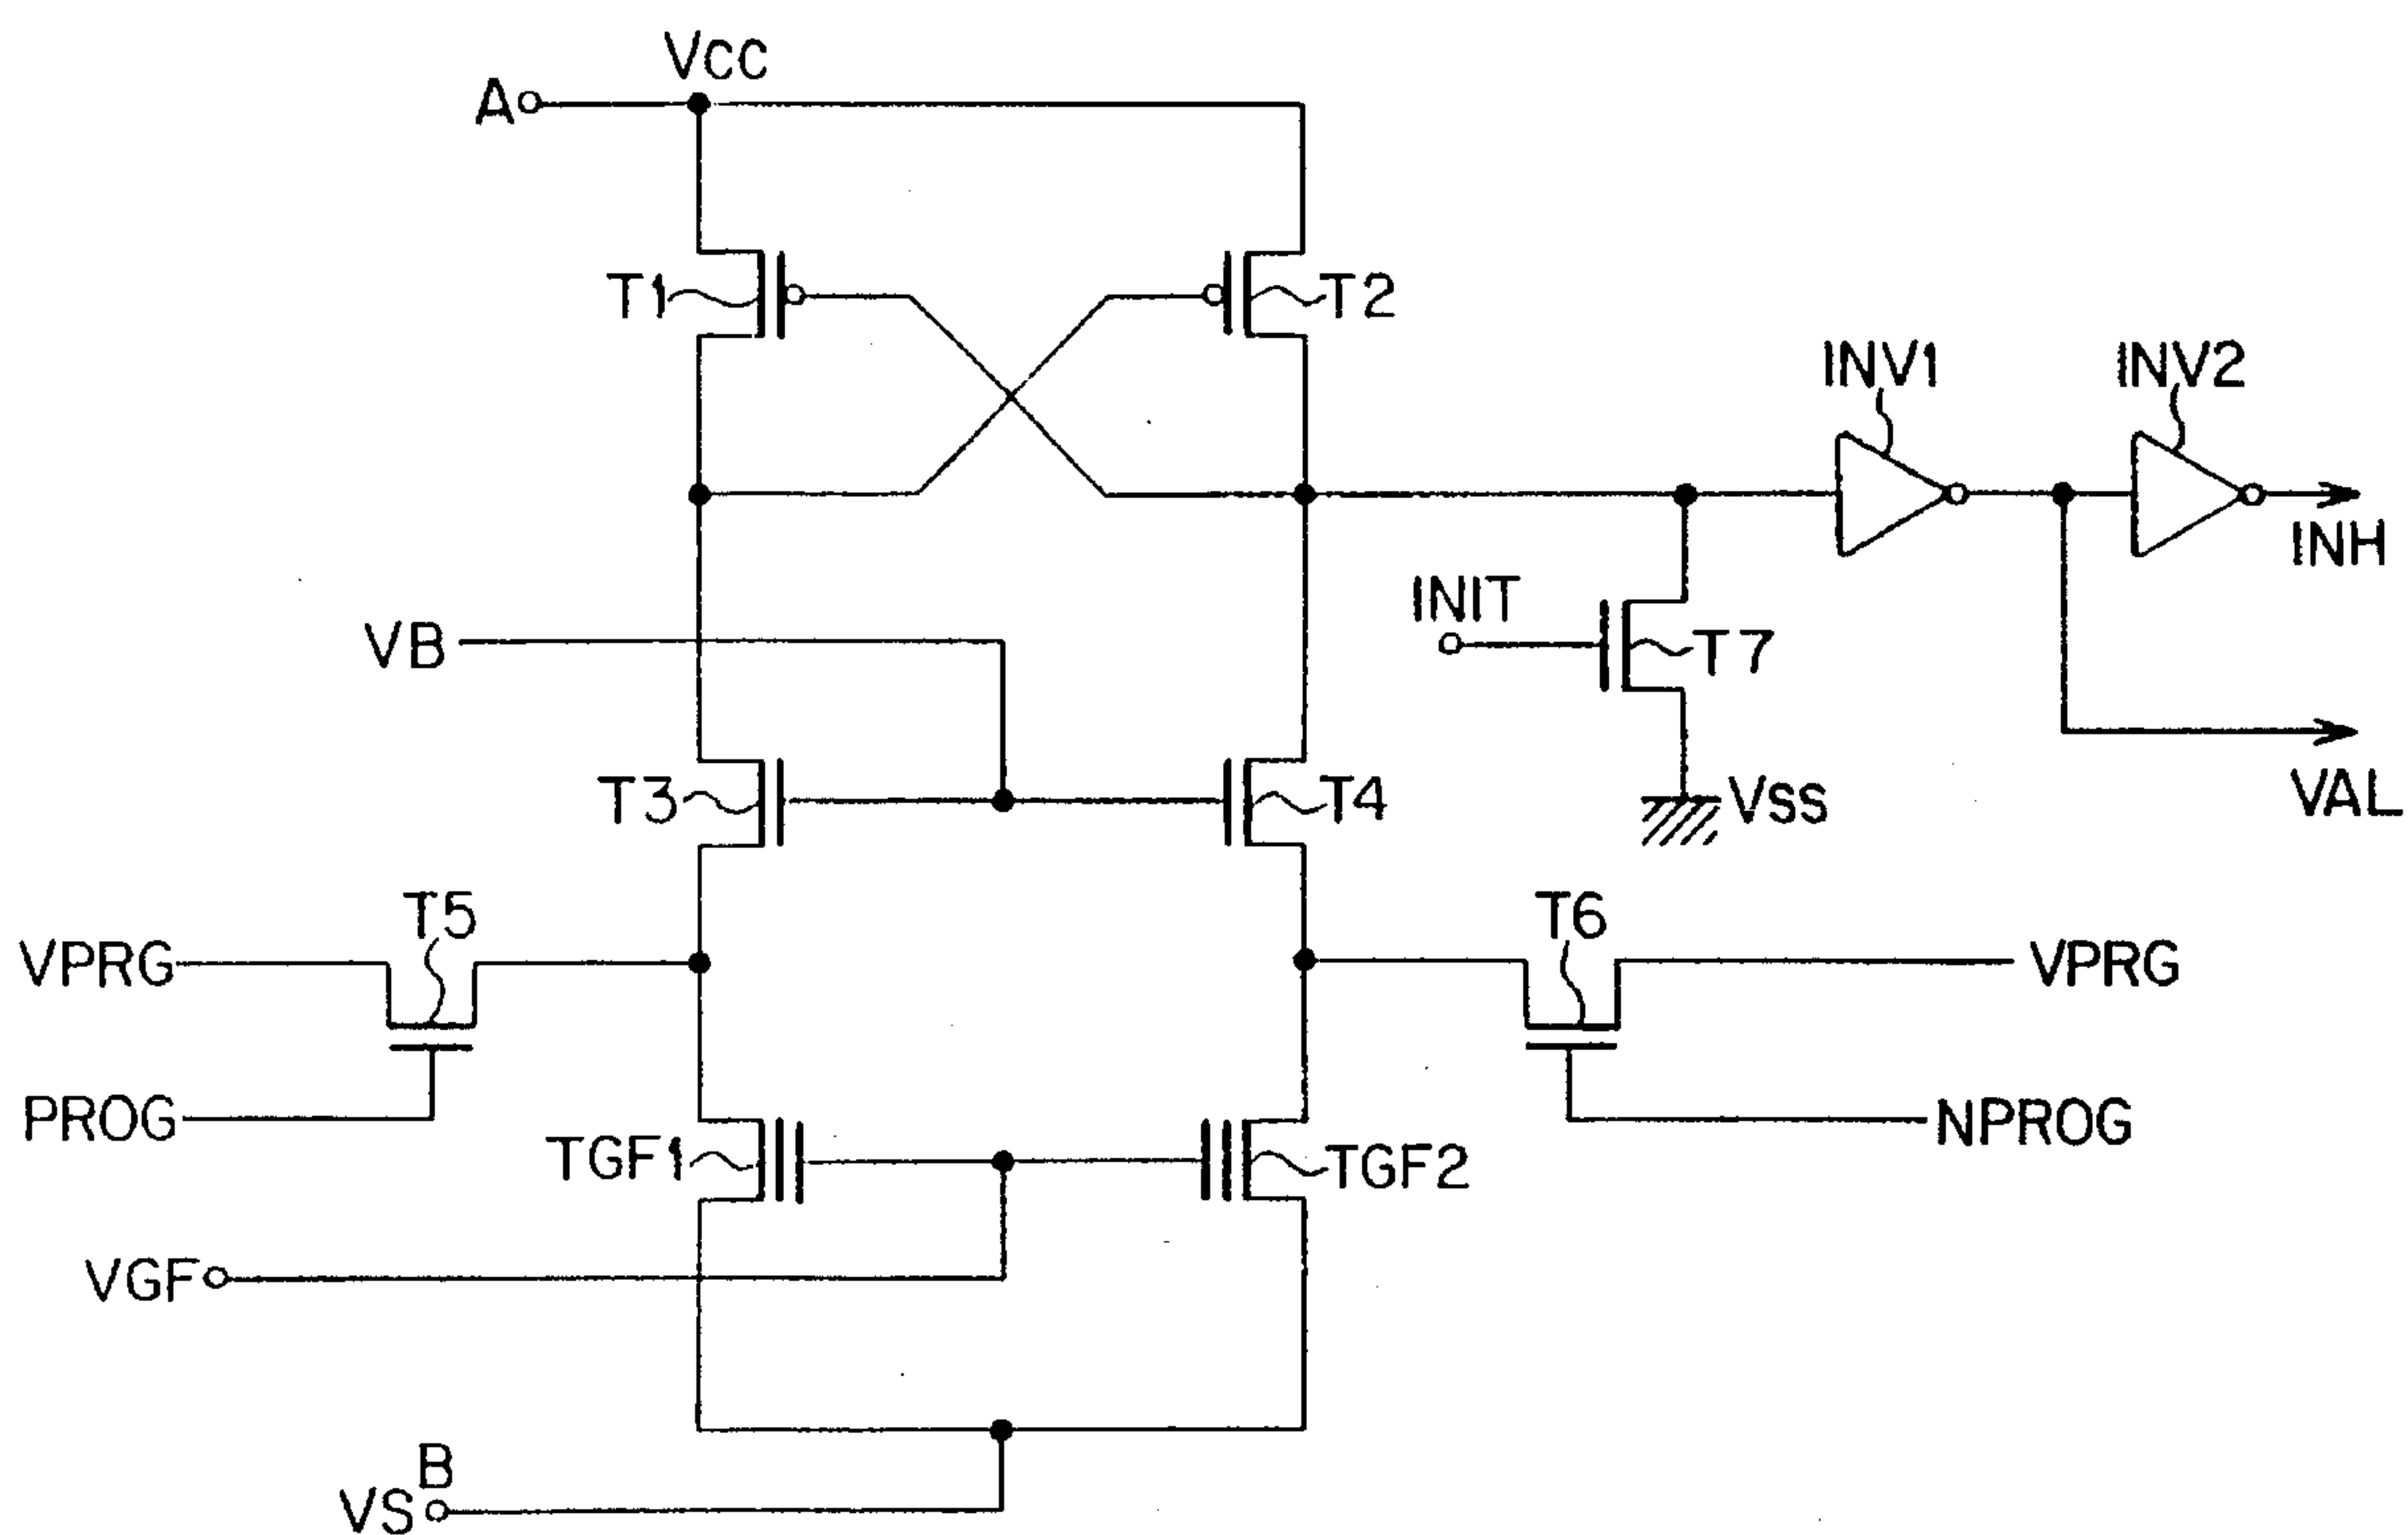 VCC
A
T1
T2
INV1
INV2
INH
INIT
VB
T7
T3
T4
VSS
VAL
T5
T6
VPRG
VPRG
PROG
NPROG
TGF1
TGF2
VGF
B
VS